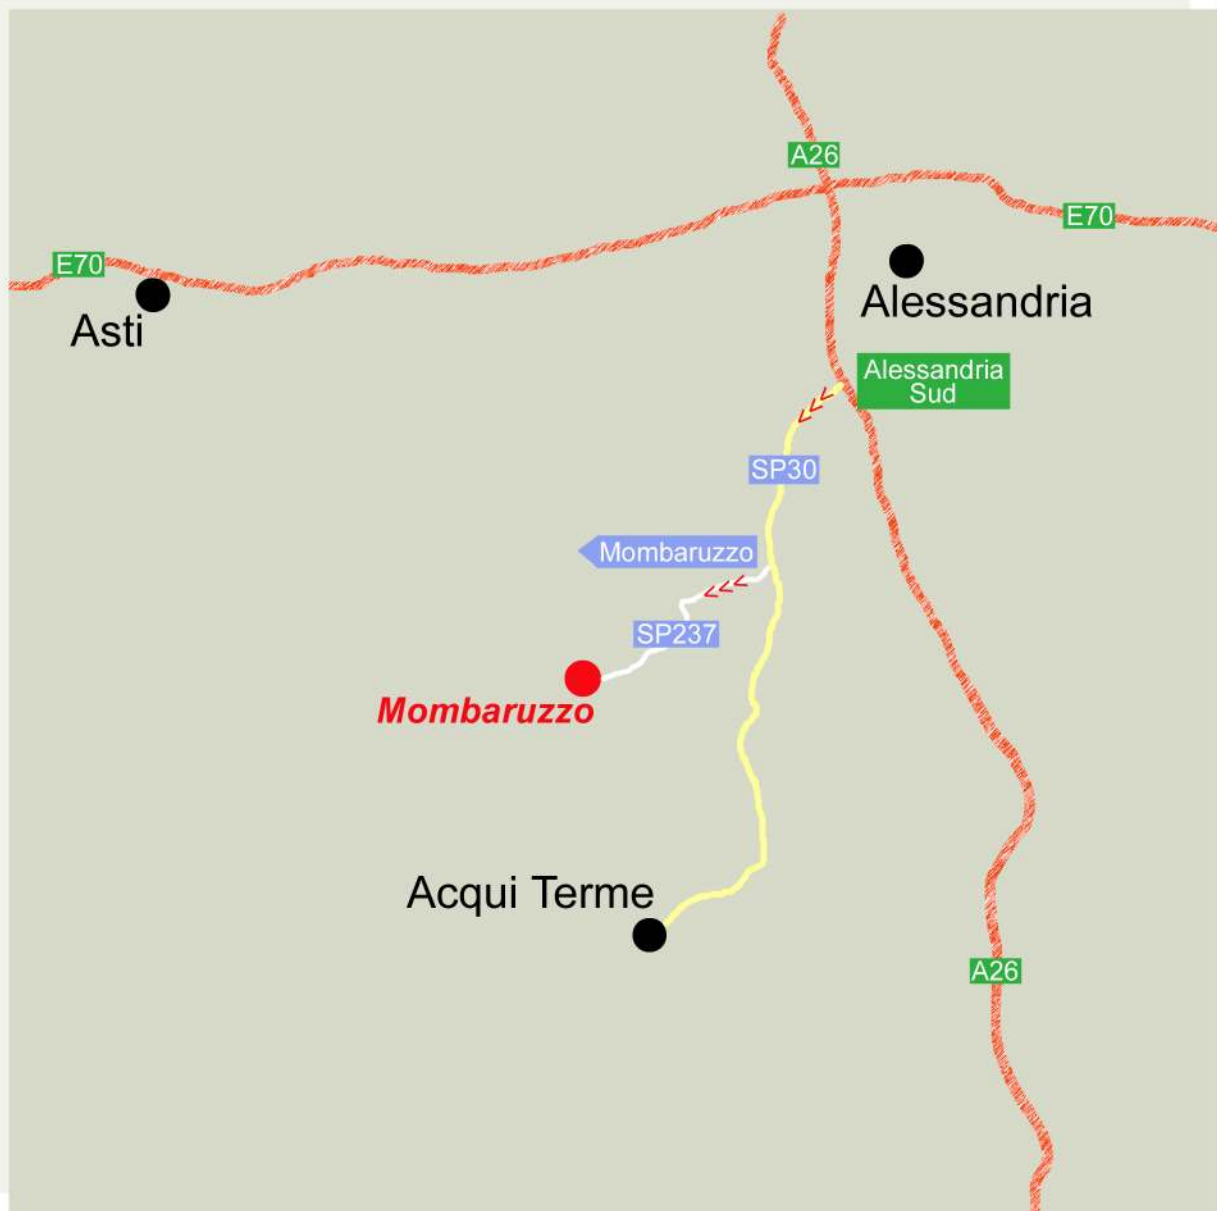 A26
E70
E70
Asti
Alessandria
Alessandria
Sud
SP30
Mombaruzzo
SP237
Mombaruzzo
Acqui Terme
A26